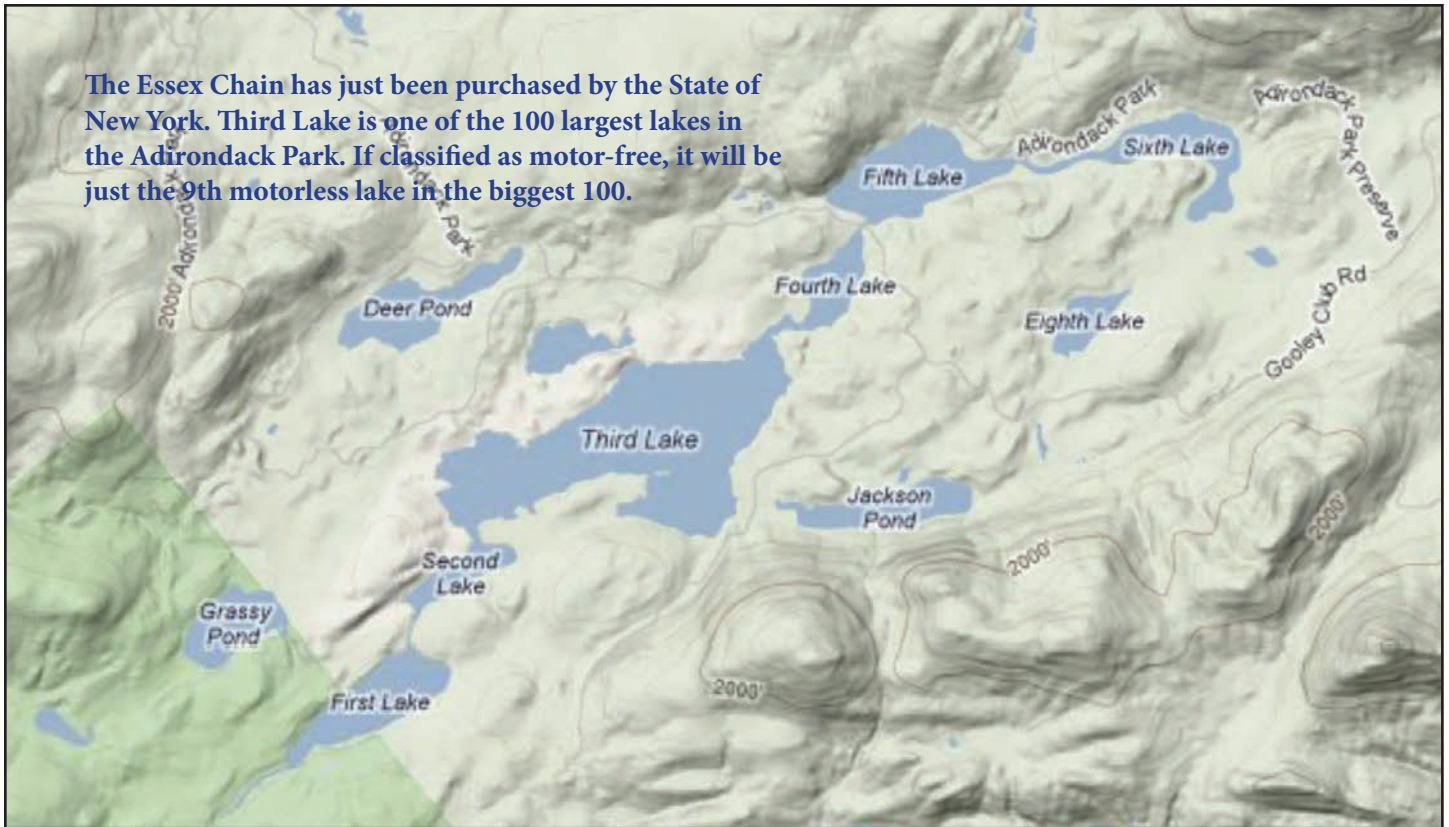 The Essex Chain has just been purchased by the State of
New York. Third Lake is one of the 100 largest lakes in
the Adirondack Park. If classified as motor-free, it will be
just the 9th motorless lake in the biggest 100.
Adirondack Park
Adirondack Park Preserve
Sixth Lake
Fifth Lake
2000'
Adirondack Park
Fourth Lake
Gooley Club Rd
Deer Pond
Eighth Lake
Third Lake
Jackson
Pond
2000'
2000'
Second
Lake
Grassy
Pond
2000'
First Lake